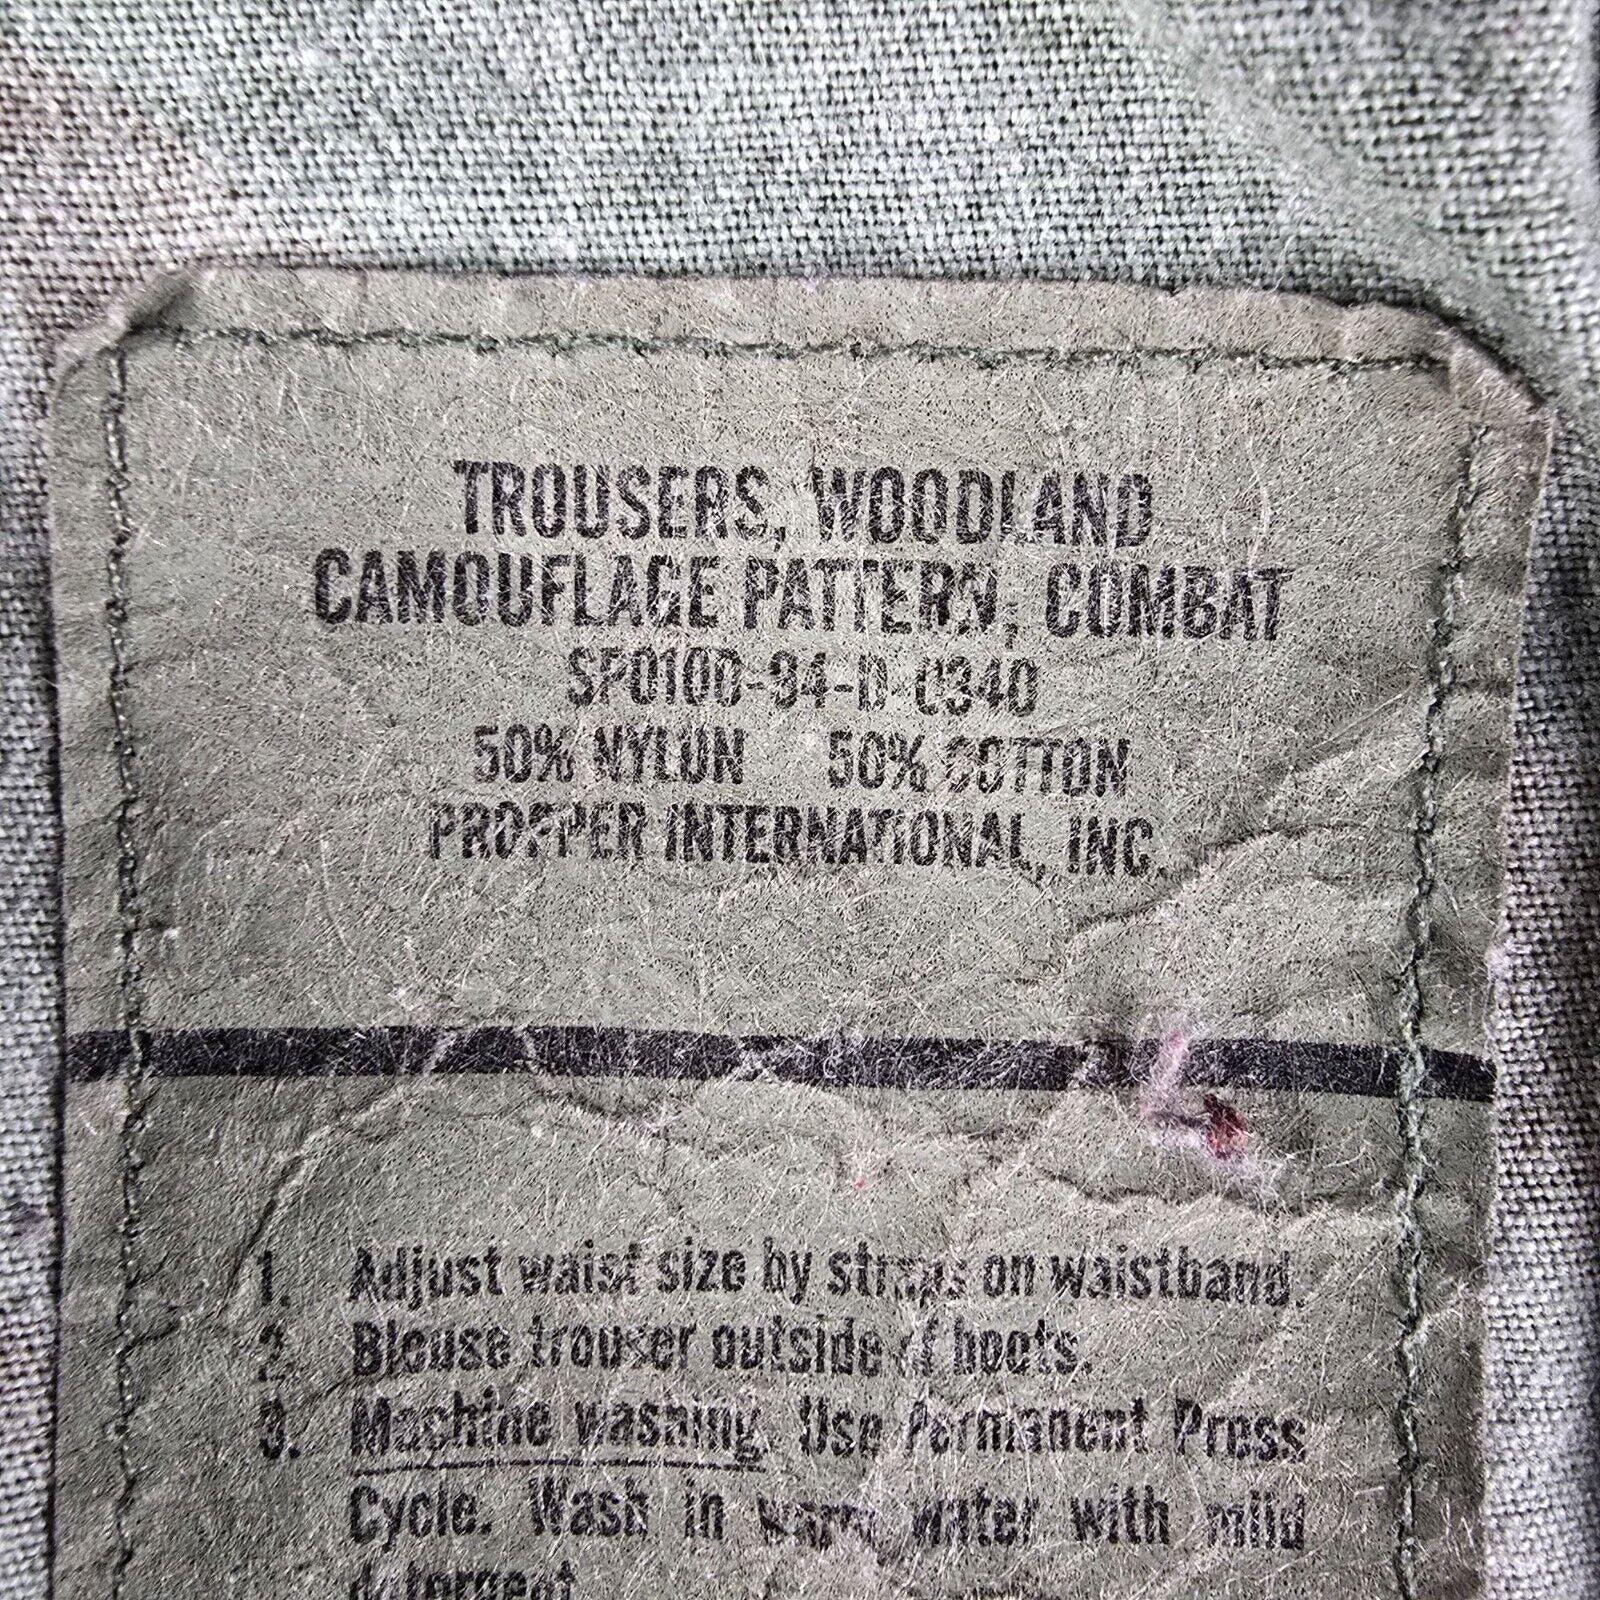 TROUSERS, WOODLAND
CAMOUFLAGE PATTERN, COMBAT
SP0100-94-D-0340
50% NYLON 50% COTTON
PROPPER INTERNATIONAL, INC.
1. Adjust waist size by straps on waistband.
2. Blouse trouser outside of boots.
3. Machine washing. Use Permanent Press
Cycle. Wash in warm water with mild
detergent